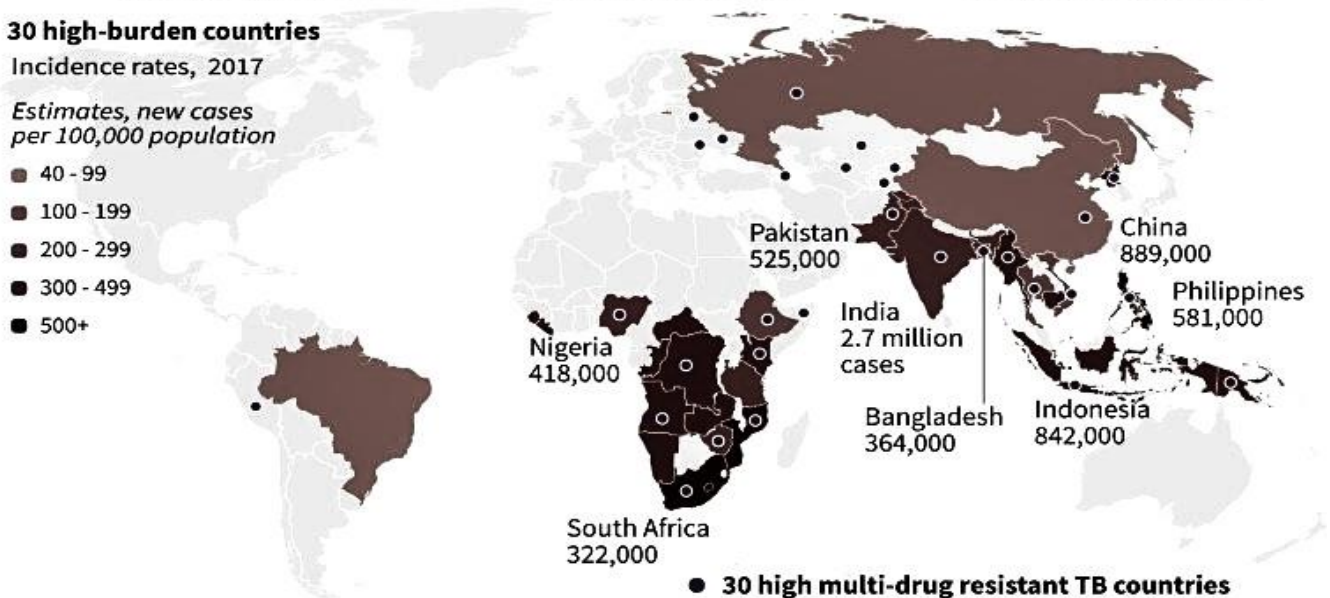 30 high-burden countries
Incidence rates, 2017
Estimates, new cases
per 100,000 population
40 - 99
100 - 199
200 - 299
300 - 499
500+
Pakistan
525,000
China
889,000
India
2.7 million
cases
Philippines
581,000
Nigeria
418,000
Bangladesh
364,000
Indonesia
842,000
South Africa
322,000
30 high multi-drug resistant TB countries